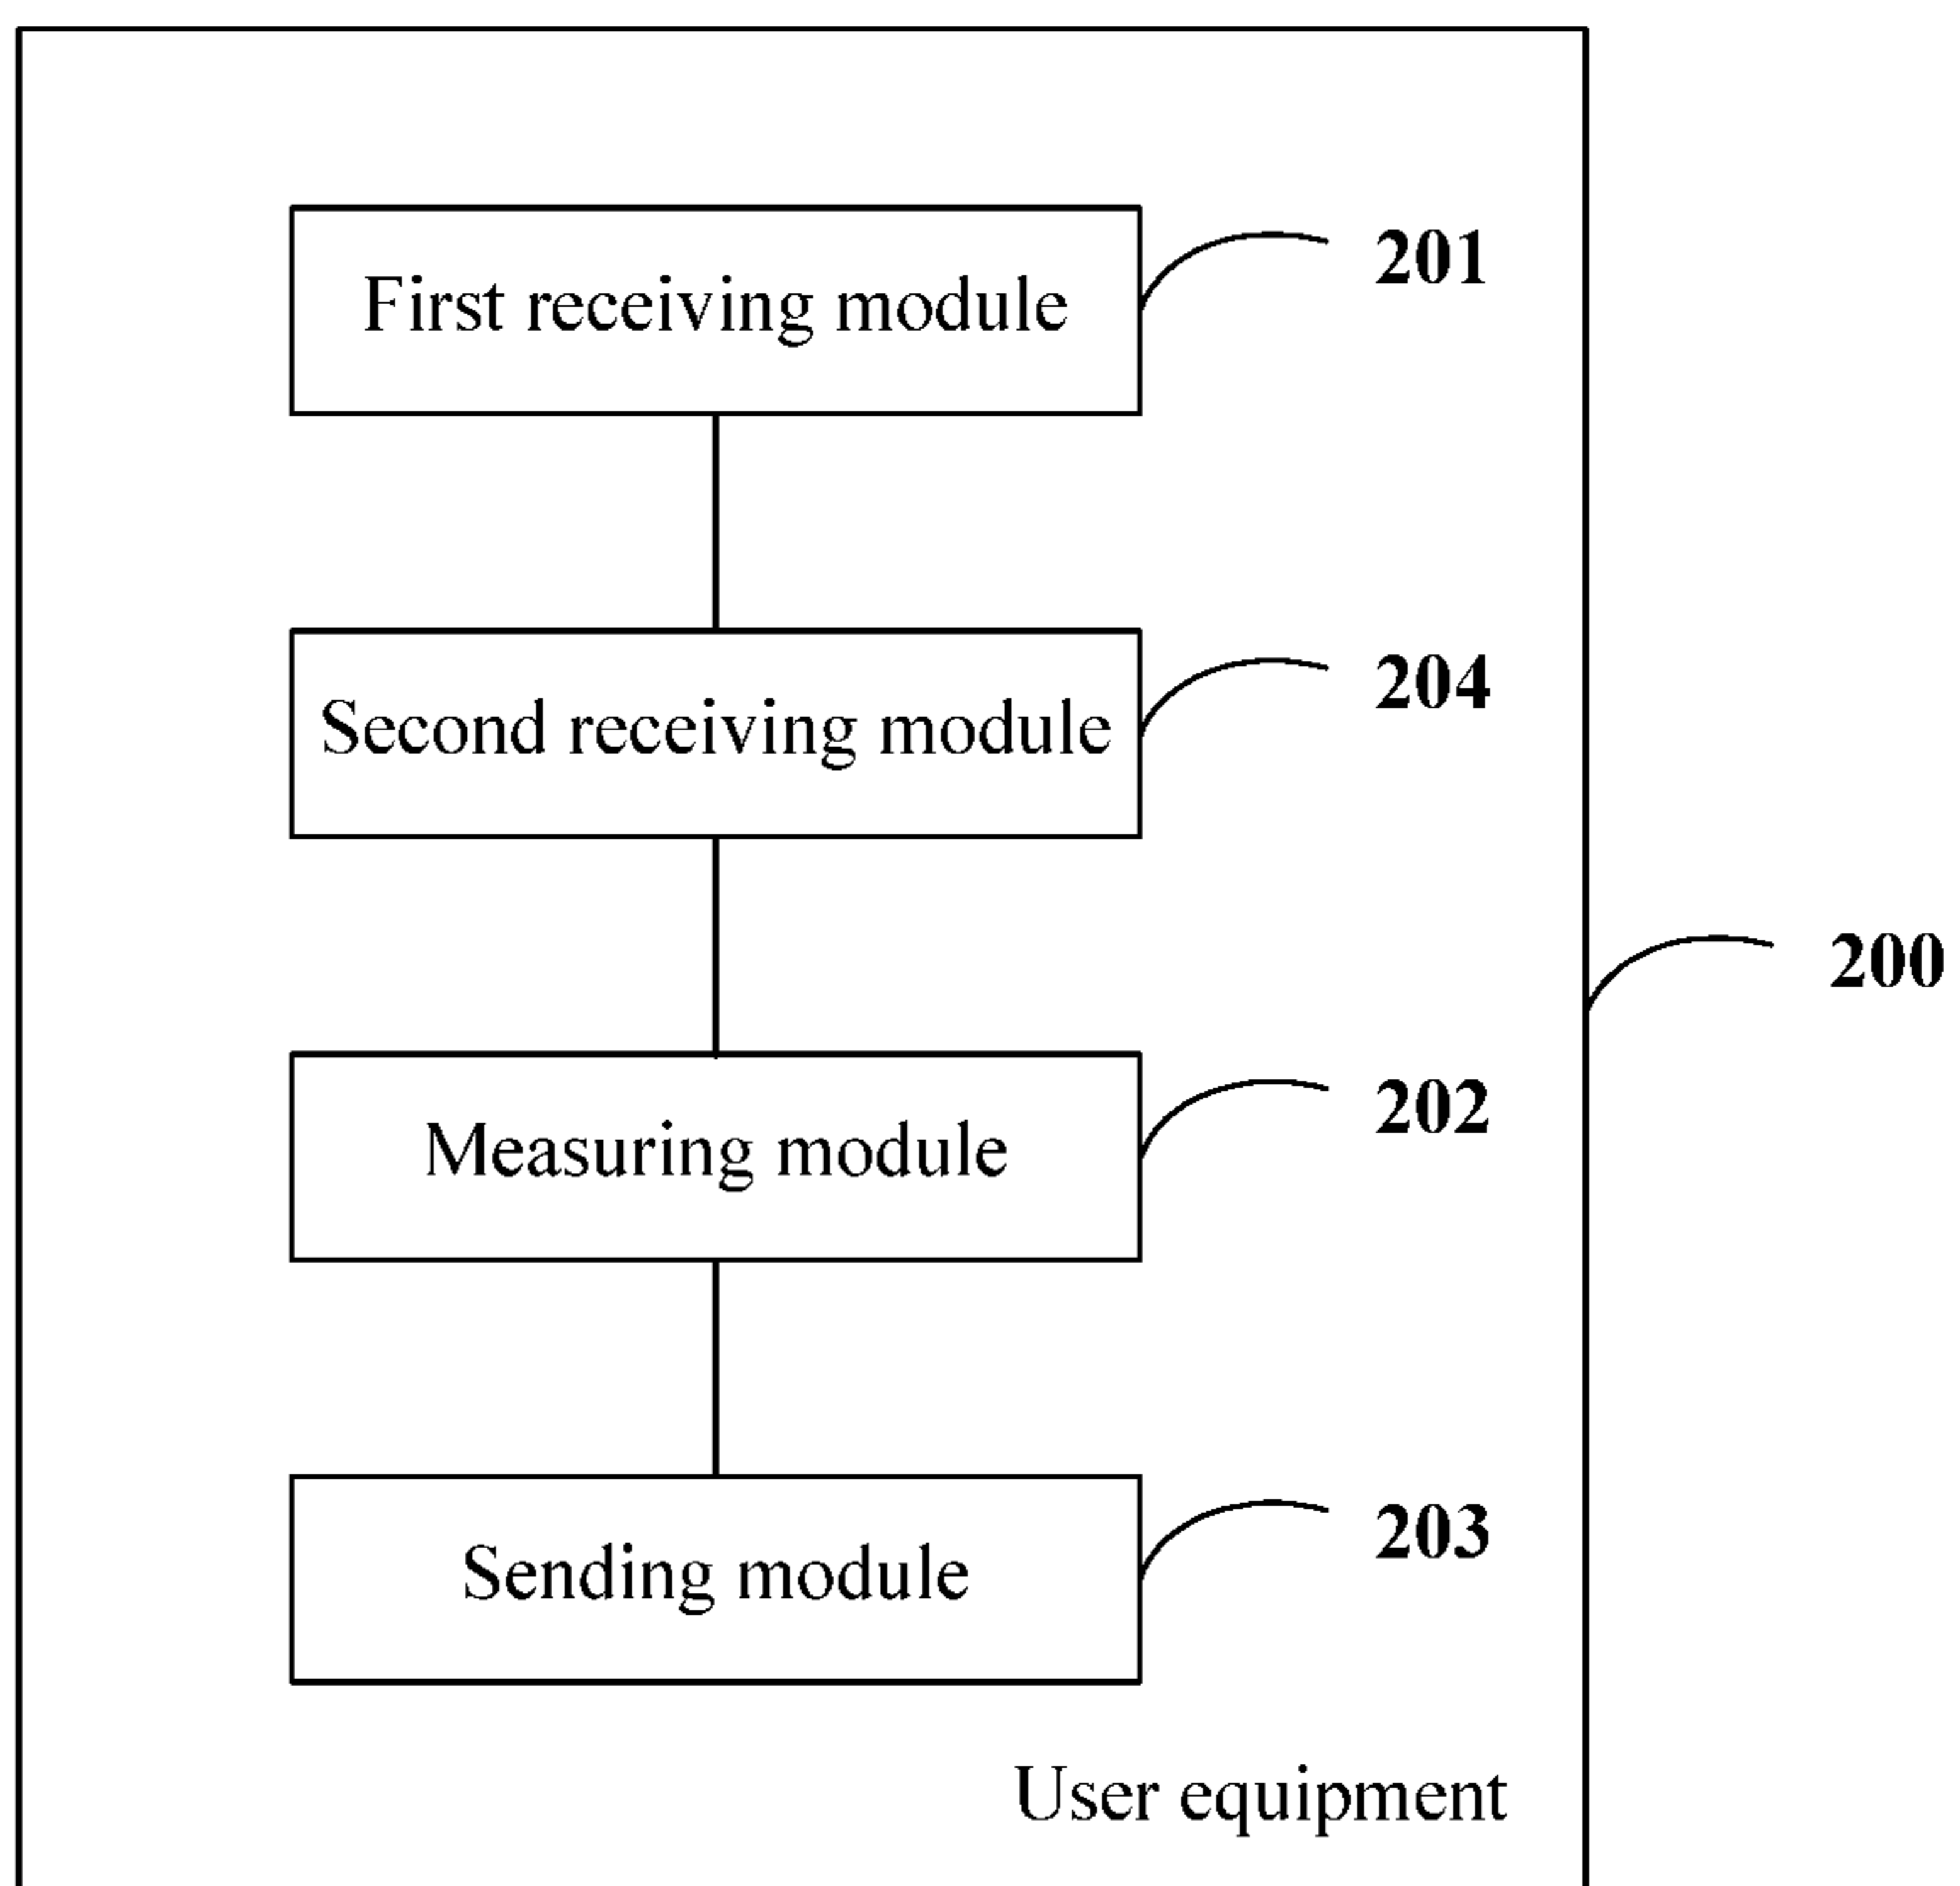 First receiving module
201
Second receiving module
204
200
Measuring module
202
Sending module
203
User equipment